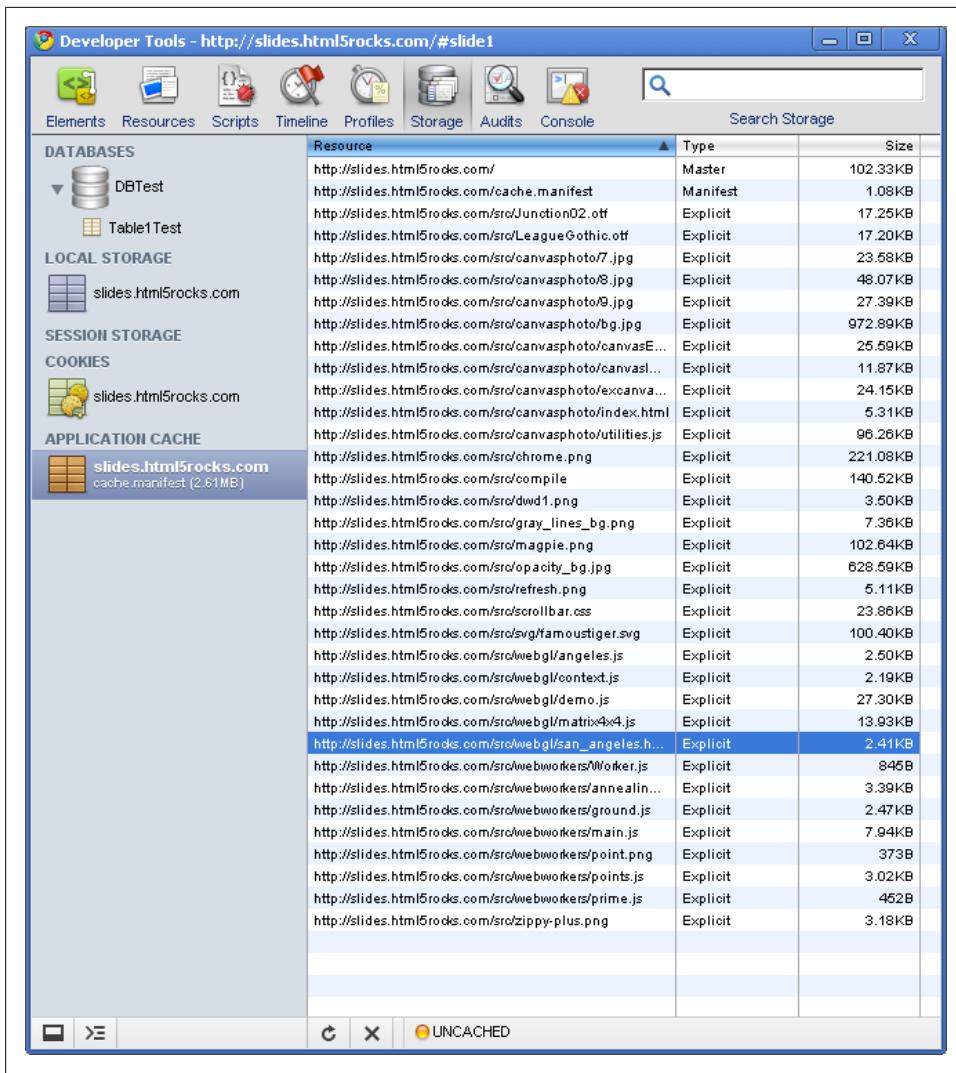 Developer Tools - http://slides.html5rocks.com/#slide1
Elements Resources Scripts Timeline Profiles Storage Audits Console Search Storage
DATABASES
DBTest
Table1Test
LOCAL STORAGE
slides.html5rocks.com
SESSION STORAGE
COOKIES
slides.html5rocks.com
APPLICATION CACHE
slides.html5rocks.com
cache.manifest (2.61MB)
Resource Type Size
http://slides.html5rocks.com/ Master 102.33KB
http://slides.html5rocks.com/cache.manifest Manifest 1.08KB
http://slides.html5rocks.com/src/Junction02.otf Explicit 17.25KB
http://slides.html5rocks.com/src/LeagueGothic.otf Explicit 17.20KB
http://slides.html5rocks.com/src/canvasphoto/7.jpg Explicit 23.58KB
http://slides.html5rocks.com/src/canvasphoto/8.jpg Explicit 48.07KB
http://slides.html5rocks.com/src/canvasphoto/9.jpg Explicit 27.39KB
http://slides.html5rocks.com/src/canvasphoto/bg.jpg Explicit 972.89KB
http://slides.html5rocks.com/src/canvasphoto/canvasE... Explicit 25.59KB
http://slides.html5rocks.com/src/canvasphoto/canvasI... Explicit 11.87KB
http://slides.html5rocks.com/src/canvasphoto/excanva... Explicit 24.15KB
http://slides.html5rocks.com/src/canvasphoto/index.html Explicit 5.31KB
http://slides.html5rocks.com/src/canvasphoto/utilities.js Explicit 96.26KB
http://slides.html5rocks.com/src/chrome.png Explicit 221.08KB
http://slides.html5rocks.com/src/compile Explicit 140.52KB
http://slides.html5rocks.com/src/dwd1.png Explicit 3.50KB
http://slides.html5rocks.com/src/gray_lines_bg.png Explicit 7.36KB
http://slides.html5rocks.com/src/magpie.png Explicit 102.64KB
http://slides.html5rocks.com/src/opacity_bg.jpg Explicit 628.59KB
http://slides.html5rocks.com/src/refresh.png Explicit 5.11KB
http://slides.html5rocks.com/src/scrollbar.css Explicit 23.86KB
http://slides.html5rocks.com/src/svg/famoustiger.svg Explicit 100.40KB
http://slides.html5rocks.com/src/webgl/angeles.js Explicit 2.50KB
http://slides.html5rocks.com/src/webgl/context.js Explicit 2.19KB
http://slides.html5rocks.com/src/webgl/demo.js Explicit 27.30KB
http://slides.html5rocks.com/src/webgl/matrix4x4.js Explicit 13.93KB
http://slides.html5rocks.com/src/webgl/san_angeles.h... Explicit 2.41KB
http://slides.html5rocks.com/src/webworkers/Worker.js Explicit 845B
http://slides.html5rocks.com/src/webworkers/annealin... Explicit 3.39KB
http://slides.html5rocks.com/src/webworkers/ground.js Explicit 2.47KB
http://slides.html5rocks.com/src/webworkers/main.js Explicit 7.94KB
http://slides.html5rocks.com/src/webworkers/point.png Explicit 373B
http://slides.html5rocks.com/src/webworkers/points.js Explicit 3.02KB
http://slides.html5rocks.com/src/webworkers/prime.js Explicit 452B
http://slides.html5rocks.com/src/zippy-plus.png Explicit 3.18KB
UNCACHED